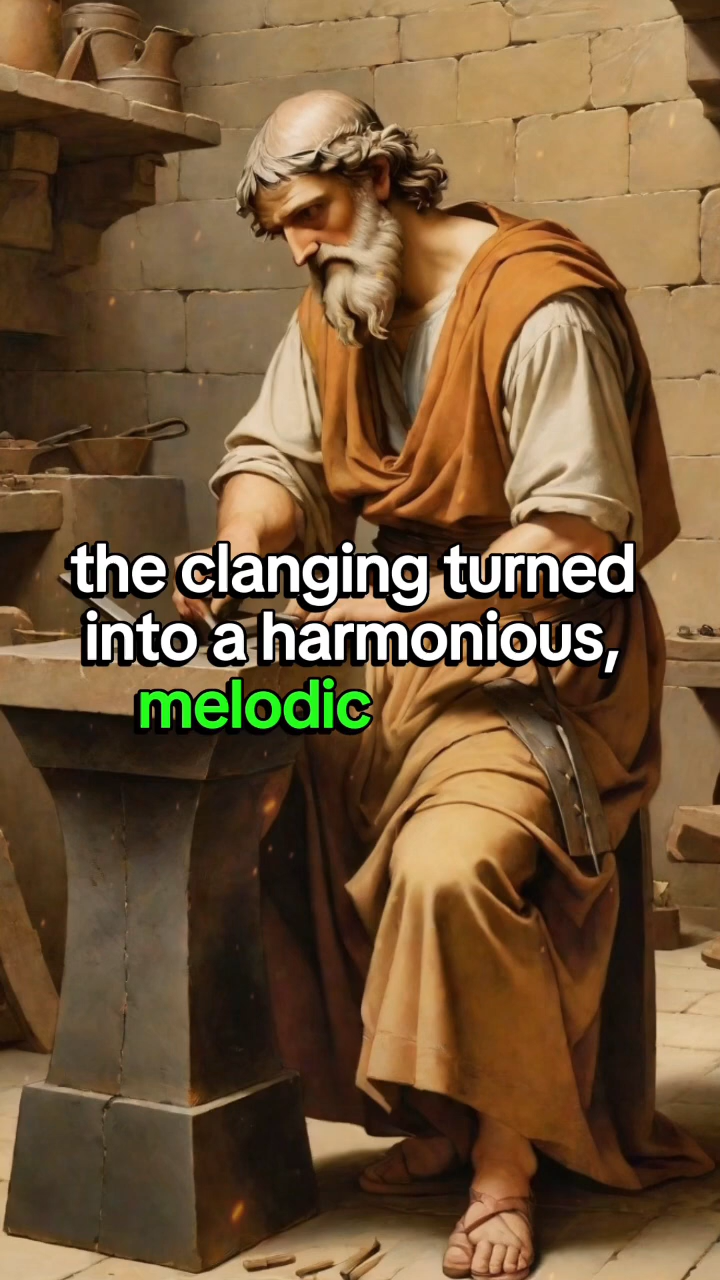 the clanging turned
into a harmonious,
melodic